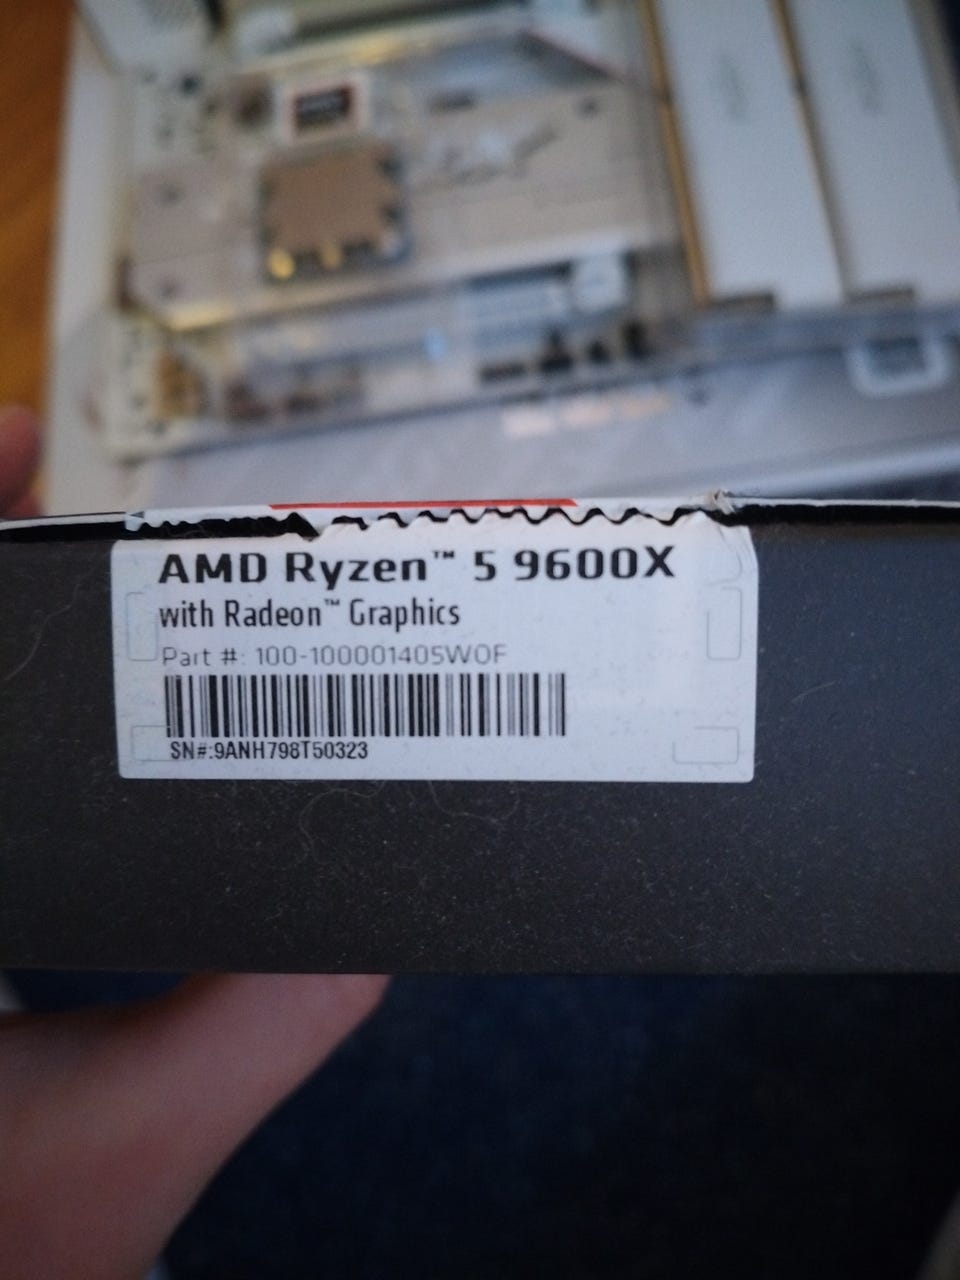 AMD Ryzen™ 5 9600X
with Radeon™ Graphics
Part #: 100-100001405WOF
SN#:9ANH798T50323